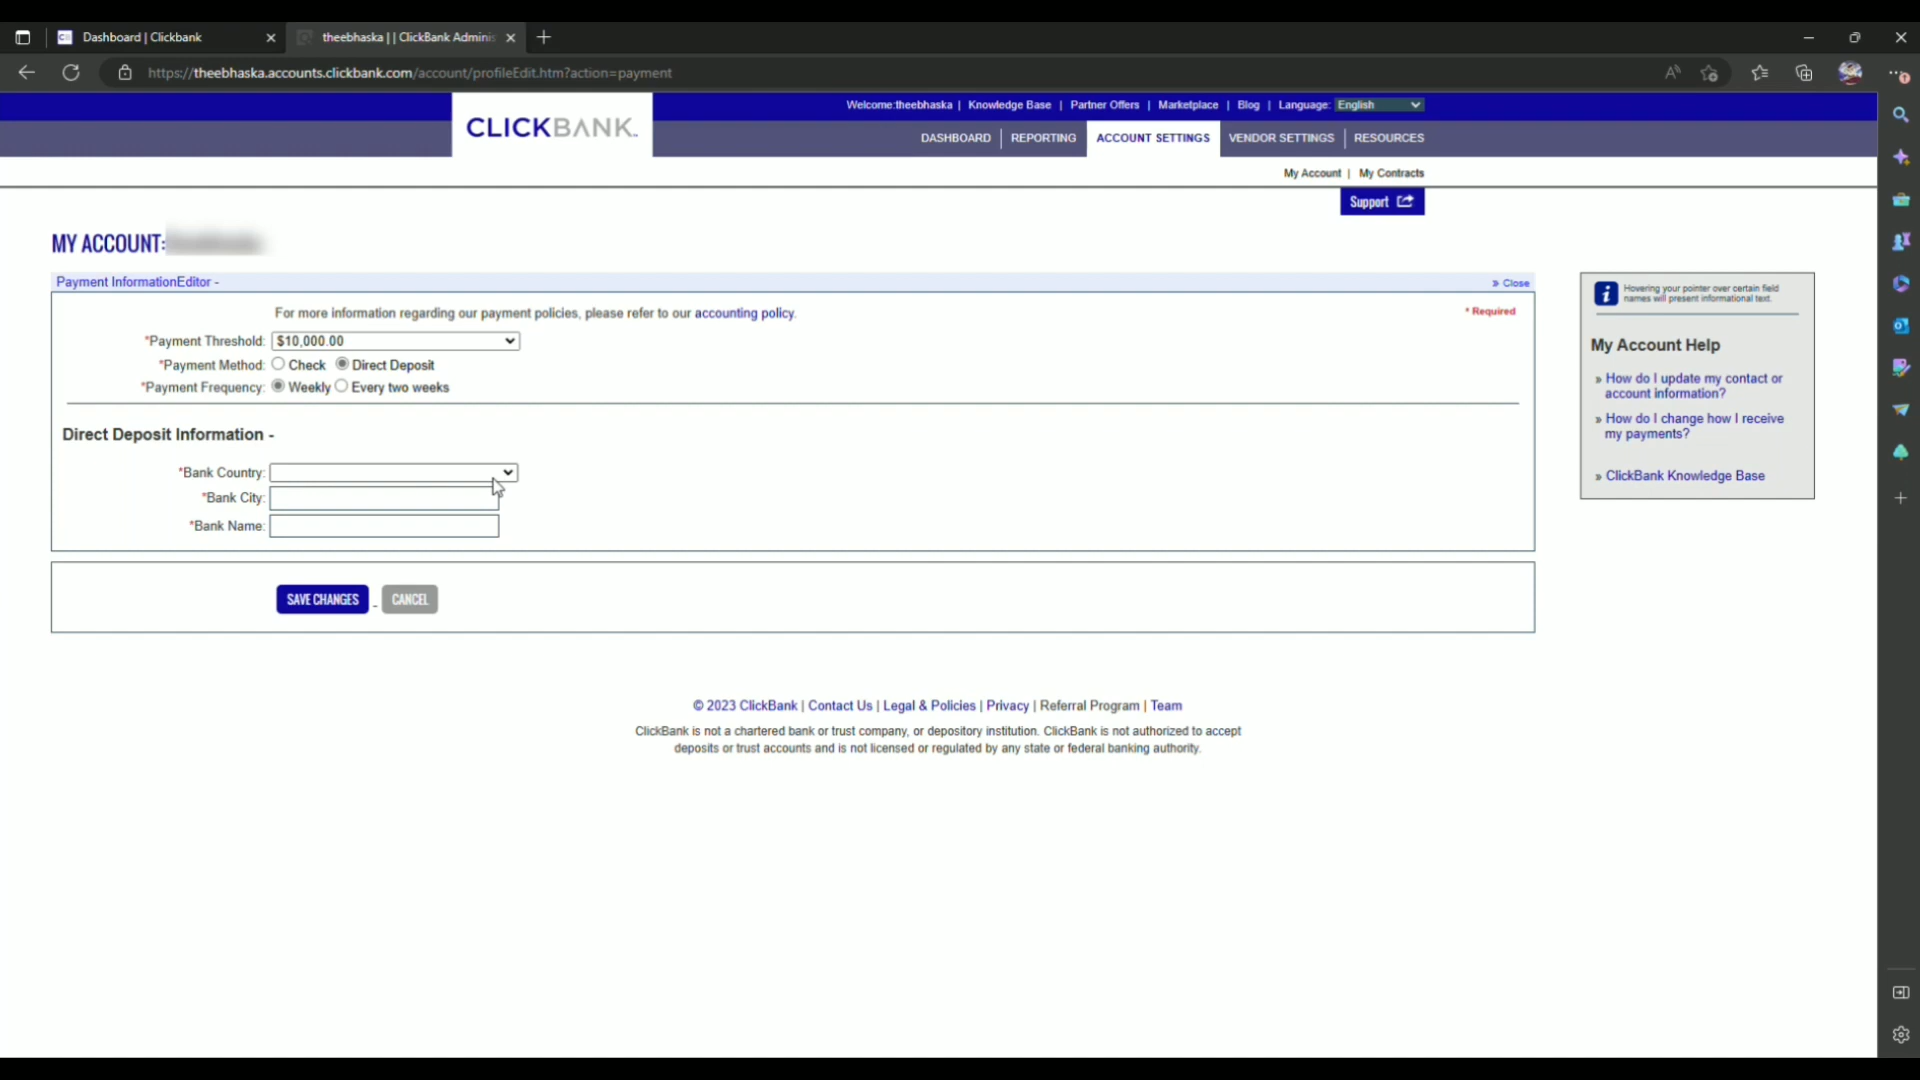 Dashboard | Clickbank
theebhaska | | ClickBank Adminis
https://theebhaska.accounts.clickbank.com/account/profileEdit.htm?action=payment
Welcome:theebhaska | Knowledge Base | Partner Offers | Marketplace | Blog | Language: English
CLICKBANK
DASHBOARD | REPORTING ACCOUNT SETTINGS VENDOR SETTINGS | RESOURCES
My Account | My Contracts
Support
MY ACCOUNT:
Payment InformationEditor -
» Close
For more information regarding our payment policies, please refer to our accounting policy.
* Required
*Payment Threshold: $10,000.00
*Payment Method: Check Direct Deposit
*Payment Frequency: Weekly Every two weeks
Direct Deposit Information -
*Bank Country:
*Bank City:
*Bank Name:
SAVE CHANGES
CANCEL
Hovering your pointer over certain field
names will present informational text.
My Account Help
» How do I update my contact or
account information?
» How do I change how I receive
my payments?
» ClickBank Knowledge Base
© 2023 ClickBank | Contact Us | Legal & Policies | Privacy | Referral Program | Team
ClickBank is not a chartered bank or trust company, or depository institution. ClickBank is not authorized to accept
deposits or trust accounts and is not licensed or regulated by any state or federal banking authority.